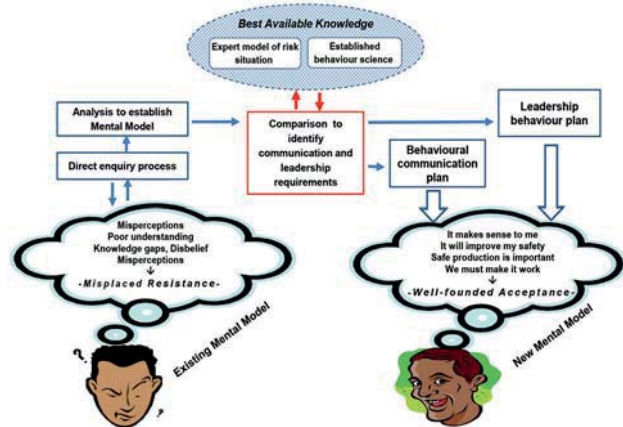 Best Available Knowledge
Expert model of risk
situation
Established
behaviour science
Analysis to establish
Mental Model
Direct enquiry process
Comparison to
identify
communication and
leadership
requirements
Leadership
behaviour plan
Behavioural
communication
plan
Misperceptions
Poor understanding
Knowledge gaps, Disbelief
Misperceptions
-Misplaced Resistance-
It makes sense to me
It will improve my safety
Safe production is important
We must make it work
-Well-founded Acceptance-
Existing Mental Model
New Mental Model
?
?